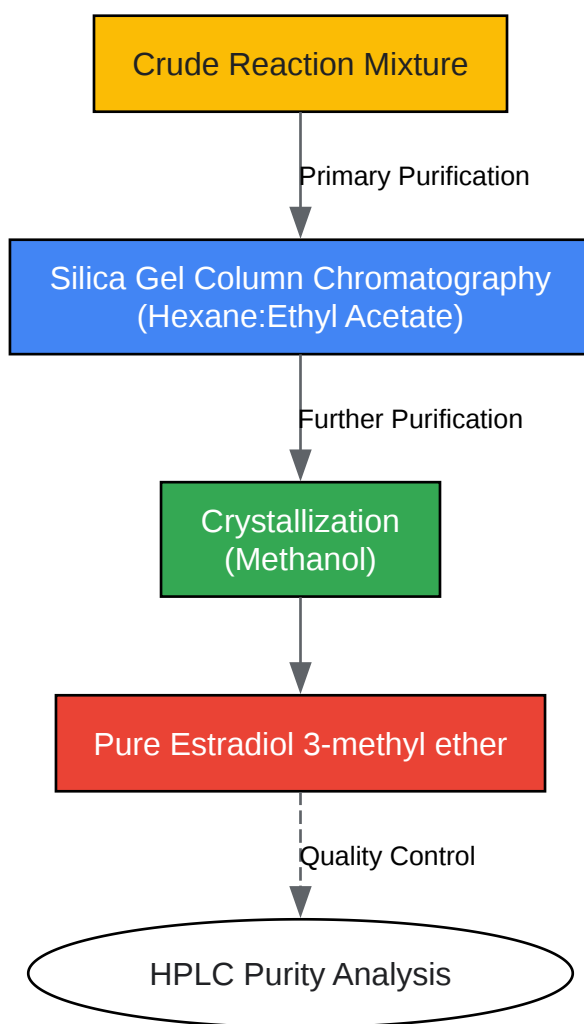 Crude Reaction Mixture
Primary Purification
Silica Gel Column Chromatography
(Hexane:Ethyl Acetate)
Further Purification
Crystallization
(Methanol)
Pure Estradiol 3-methyl ether
Quality Control
HPLC Purity Analysis